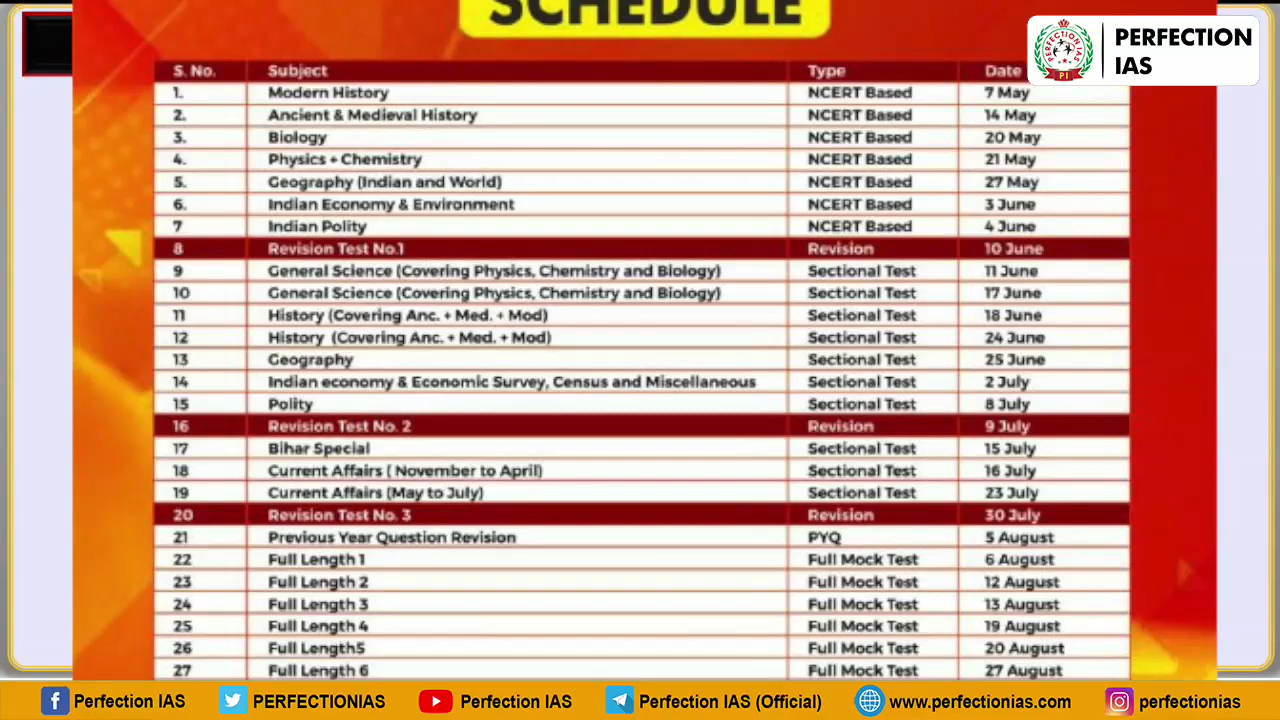 SCHEDULE
PERFECTION
IAS
PERFECTION IAS
PI
S. No. Subject Type Date
1. Modern History NCERT Based 7 May
2. Ancient & Medieval History NCERT Based 14 May
3. Biology NCERT Based 20 May
4. Physics + Chemistry NCERT Based 21 May
5. Geography (Indian and World) NCERT Based 27 May
6. Indian Economy & Environment NCERT Based 3 June
7 Indian Polity NCERT Based 4 June
8 Revision Test No.1 Revision 10 June
9 General Science (Covering Physics, Chemistry and Biology) Sectional Test 11 June
10 General Science (Covering Physics, Chemistry and Biology) Sectional Test 17 June
11 History (Covering Anc. + Med. + Mod) Sectional Test 18 June
12 History (Covering Anc. + Med. + Mod) Sectional Test 24 June
13 Geography Sectional Test 25 June
14 Indian economy & Economic Survey, Census and Miscellaneous Sectional Test 2 July
15 Polity Sectional Test 8 July
16 Revision Test No. 2 Revision 9 July
17 Bihar Special Sectional Test 15 July
18 Current Affairs ( November to April) Sectional Test 16 July
19 Current Affairs (May to July) Sectional Test 23 July
20 Revision Test No. 3 Revision 30 July
21 Previous Year Question Revision PYQ 5 August
22 Full Length 1 Full Mock Test 6 August
23 Full Length 2 Full Mock Test 12 August
24 Full Length 3 Full Mock Test 13 August
25 Full Length 4 Full Mock Test 19 August
26 Full Length5 Full Mock Test 20 August
27 Full Length 6 Full Mock Test 27 August
Perfection IAS PERFECTIONIAS Perfection IAS Perfection IAS (Official) www.perfectionias.com perfectionias